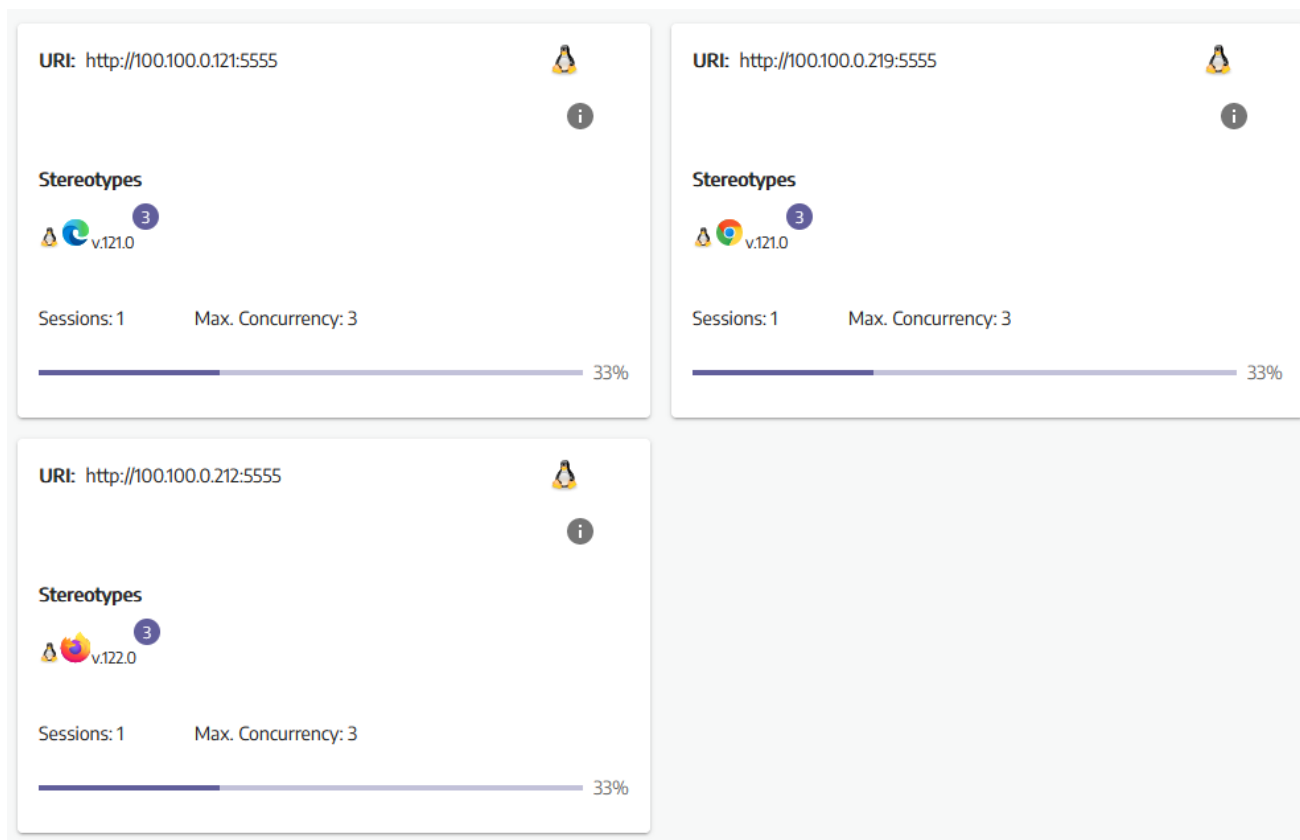 URI: http://100.100.0.121:5555
Stereotypes
3
v.121.0
Sessions: 1 Max. Concurrency: 3
33%
URI: http://100.100.0.219:5555
Stereotypes
3
v.121.0
Sessions: 1 Max. Concurrency: 3
33%
URI: http://100.100.0.212:5555
Stereotypes
3
v.122.0
Sessions: 1 Max. Concurrency: 3
33%